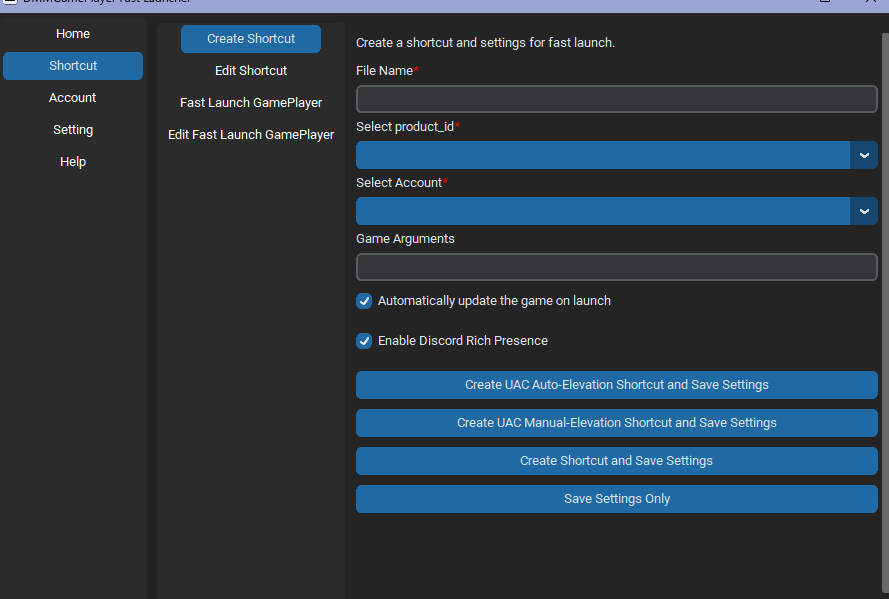 DMMGamePlayer Fast Launcher
Home
Shortcut
Account
Setting
Help
Create Shortcut
Edit Shortcut
Fast Launch GamePlayer
Edit Fast Launch GamePlayer
Create a shortcut and settings for fast launch.
File Name*
Select product_id*
Select Account*
Game Arguments
Automatically update the game on launch
Enable Discord Rich Presence
Create UAC Auto-Elevation Shortcut and Save Settings
Create UAC Manual-Elevation Shortcut and Save Settings
Create Shortcut and Save Settings
Save Settings Only